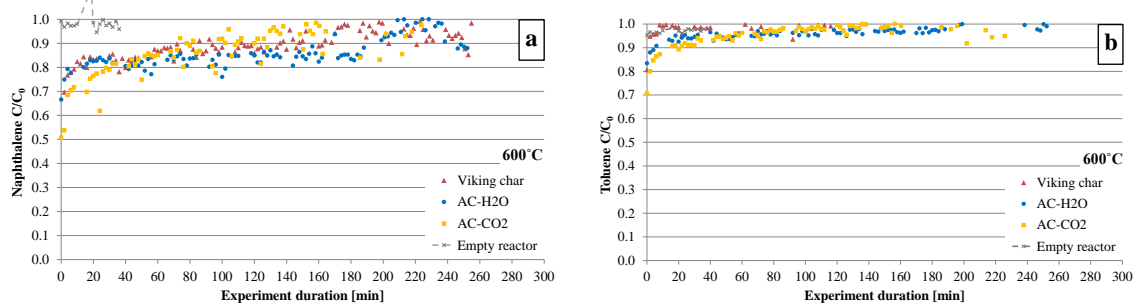 a
Naphthalene C/C0
1.0
0.9
0.8
0.7
0.6
0.5
0.4
0.3
0.2
0.1
0.0
600˚C
Viking char
AC-H2O
AC-CO2
Empty reactor
0 20 40 60 80 100 120 140 160 180 200 220 240 260 280 300
Experiment duration [min]
b
Toluene C/C0
1.0
0.9
0.8
0.7
0.6
0.5
0.4
0.3
0.2
0.1
0.0
600˚C
Viking char
AC-H2O
AC-CO2
Empty reactor
0 20 40 60 80 100 120 140 160 180 200 220 240 260 280 300
Experiment duration [min]